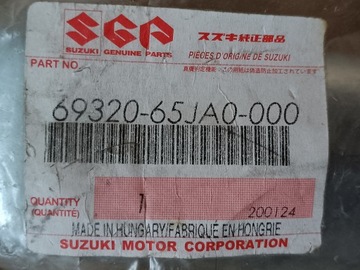 SGP
SUZUKI
GENUINE PARTS
スズキ純正部品
PIÈCES D'ORIGINE DE SUZUKI
PART NO.
69320-65JA0-000
QUANTITY
(QUANTITÉ)
1
200124
MADE IN HUNGARY/FABRIQUÉ EN HONGRIE
SUZUKI MOTOR CORPORATION